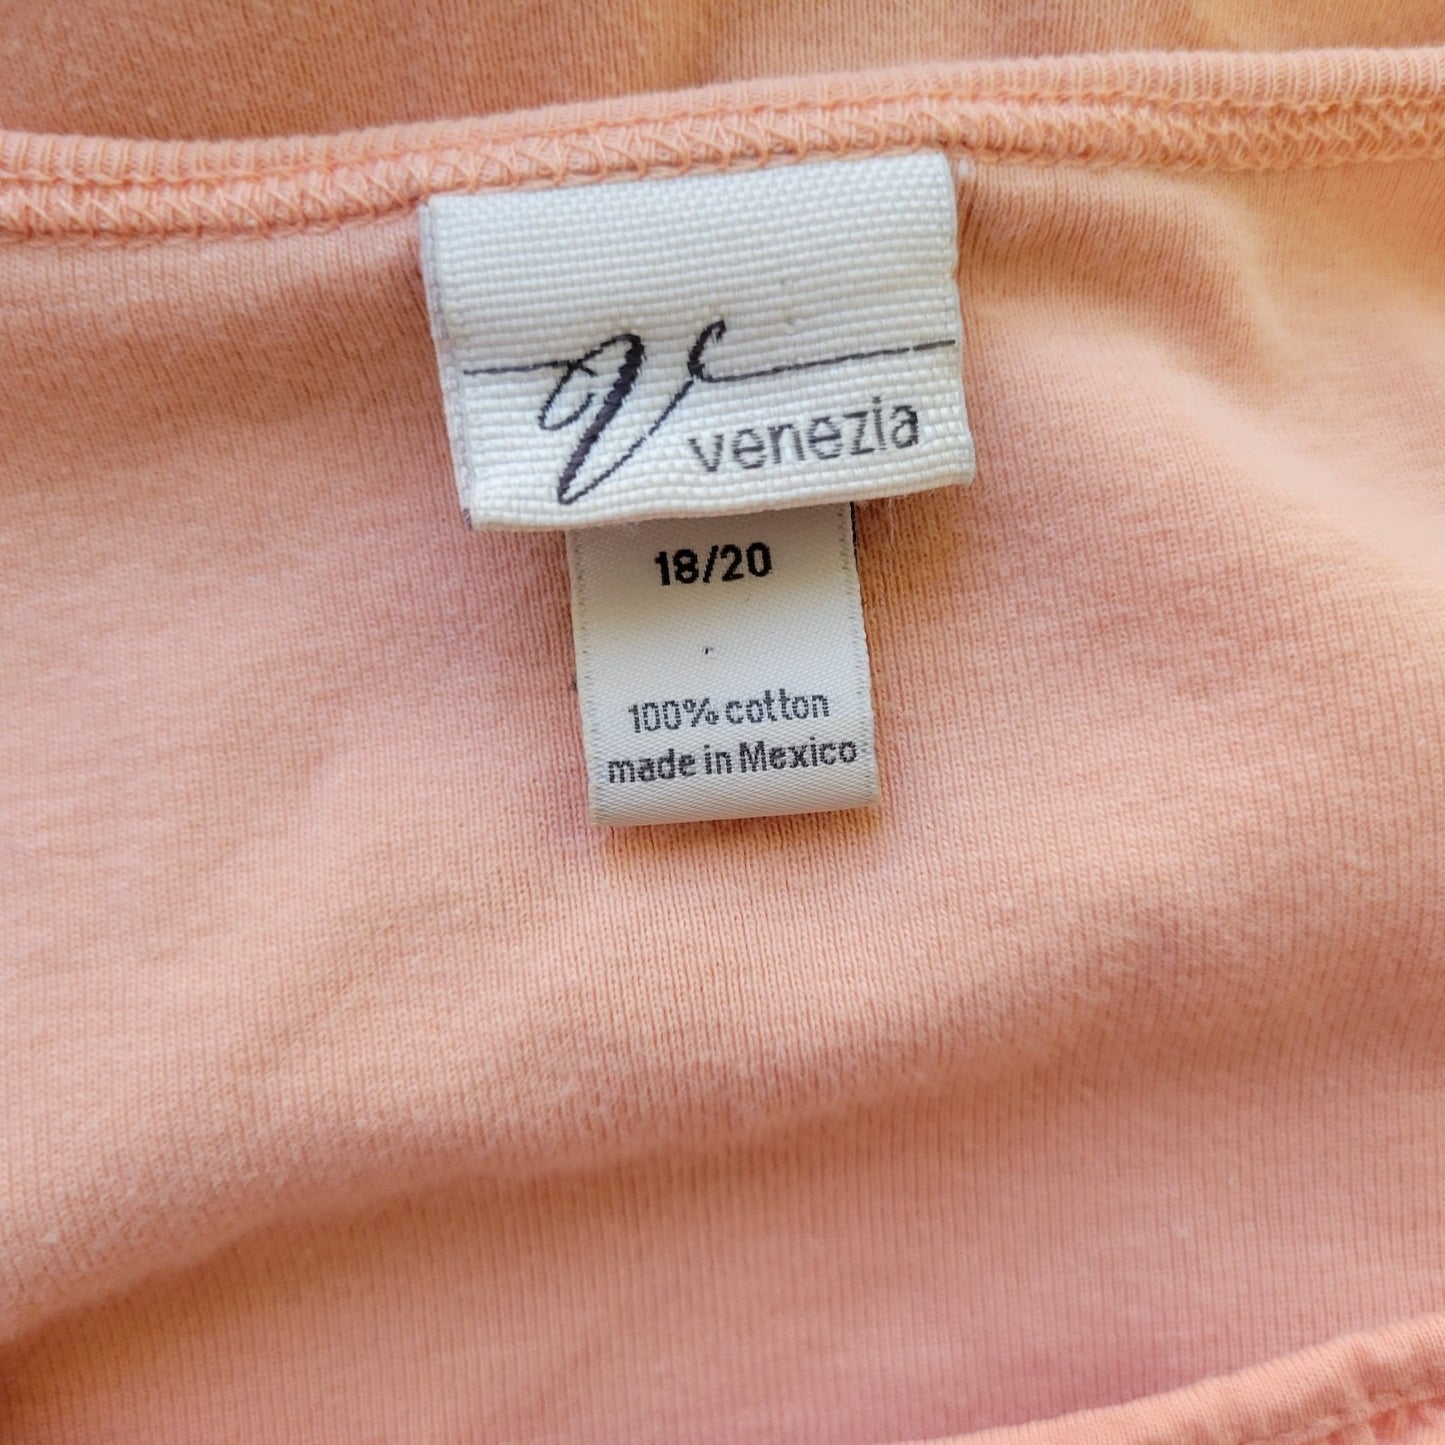 V
venezia
18/20
100% cotton
made in Mexico